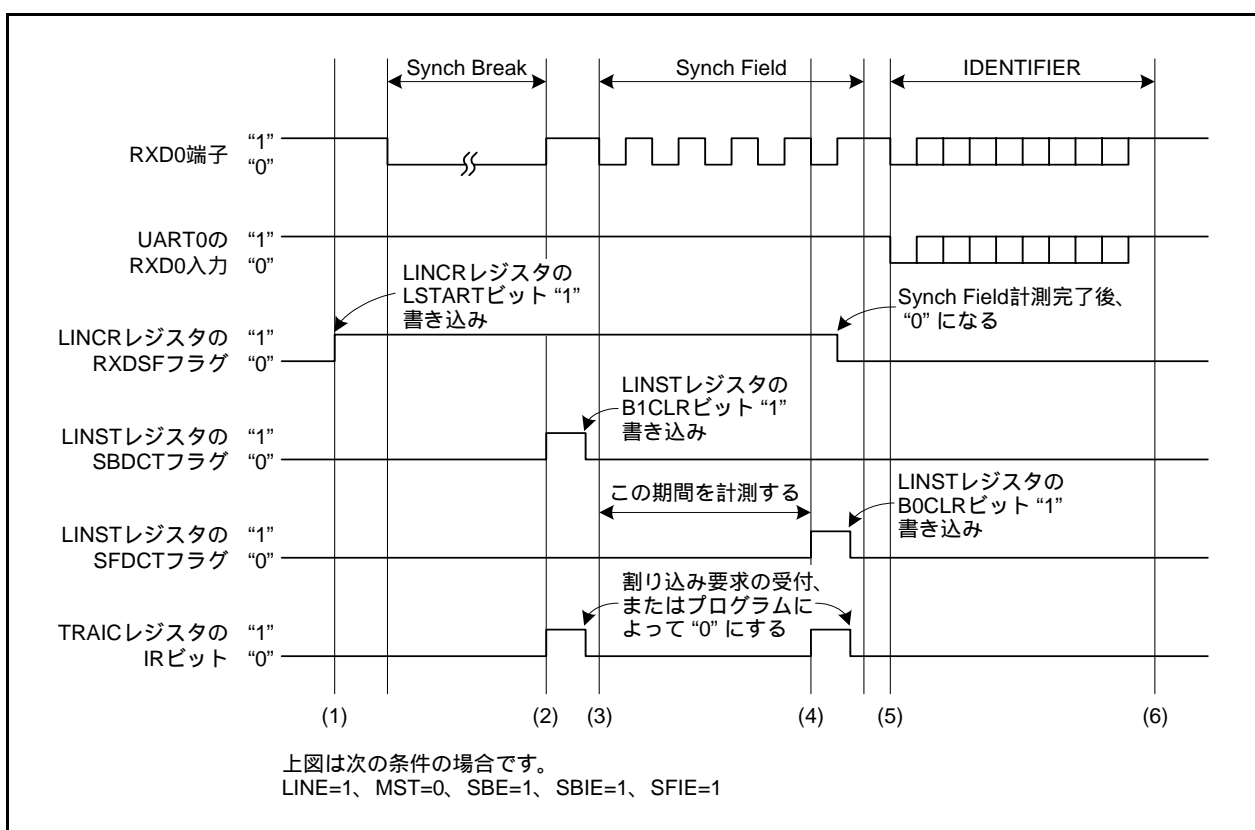 Synch Break
Synch Field
IDENTIFIER
RXD0端子
“1”
“0”
UART0の
RXD0入力
“1”
“0”
LINCRレジスタの
LSTARTビット “1”
書き込み
Synch Field計測完了後、
“0” になる
LINCRレジスタの
RXDSFフラグ
“1”
“0”
LINSTレジスタの
B1CLRビット “1”
書き込み
LINSTレジスタの
SBDCTフラグ
“1”
“0”
この期間を計測する
LINSTレジスタの
B0CLRビット “1”
書き込み
LINSTレジスタの
SFDCTフラグ
“1”
“0”
割り込み要求の受付、
またはプログラムに
よって “0” にする
TRAICレジスタの
IRビット
“1”
“0”
(1)
(2)
(3)
(4)
(5)
(6)
上図は次の条件の場合です。
LINE=1、MST=0、SBE=1、SBIE=1、SFIE=1